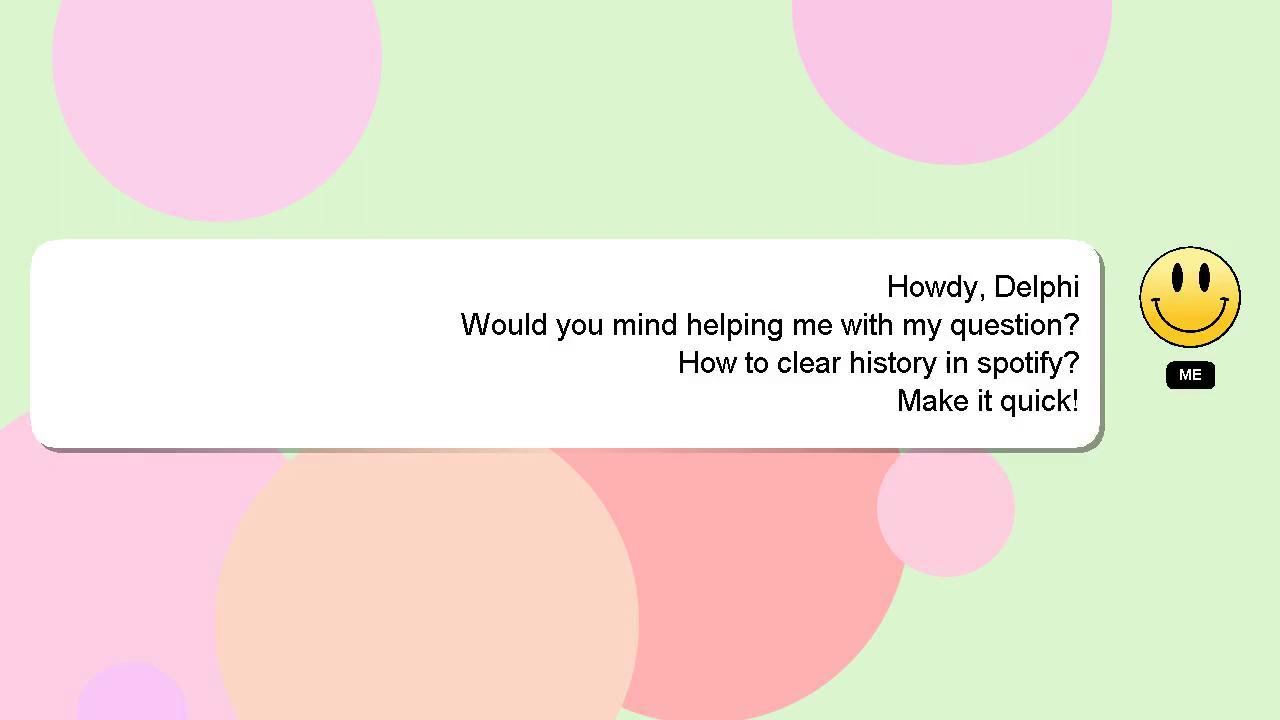 Howdy, Delphi
Would you mind helping me with my question?
How to clear history in spotify?
Make it quick!
ME